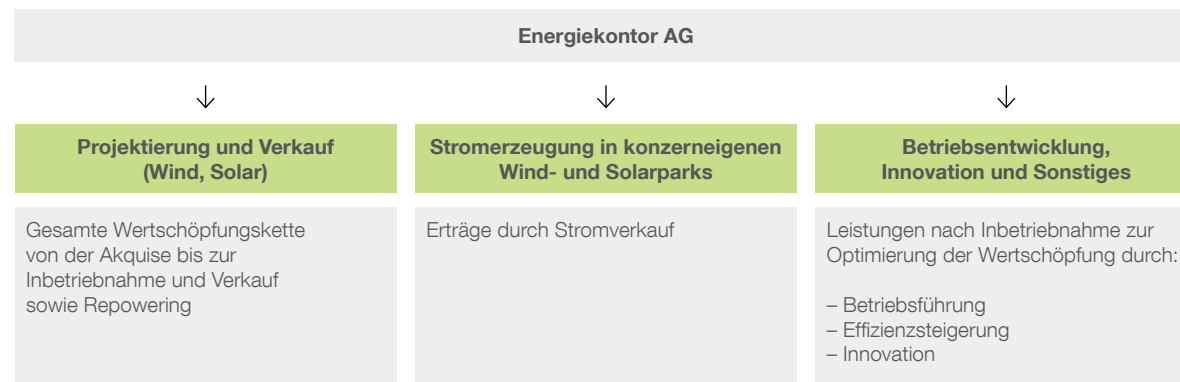 Energiekontor AG
Projektierung und Verkauf
(Wind, Solar)
Gesamte Wertschöpfungskette
von der Akquise bis zur
Inbetriebnahme und Verkauf
sowie Repowering
Stromerzeugung in konzerneigenen
Wind- und Solarparks
Erträge durch Stromverkauf
Betriebsentwicklung,
Innovation und Sonstiges
Leistungen nach Inbetriebnahme zur
Optimierung der Wertschöpfung durch:
– Betriebsführung
– Effizienzsteigerung
– Innovation